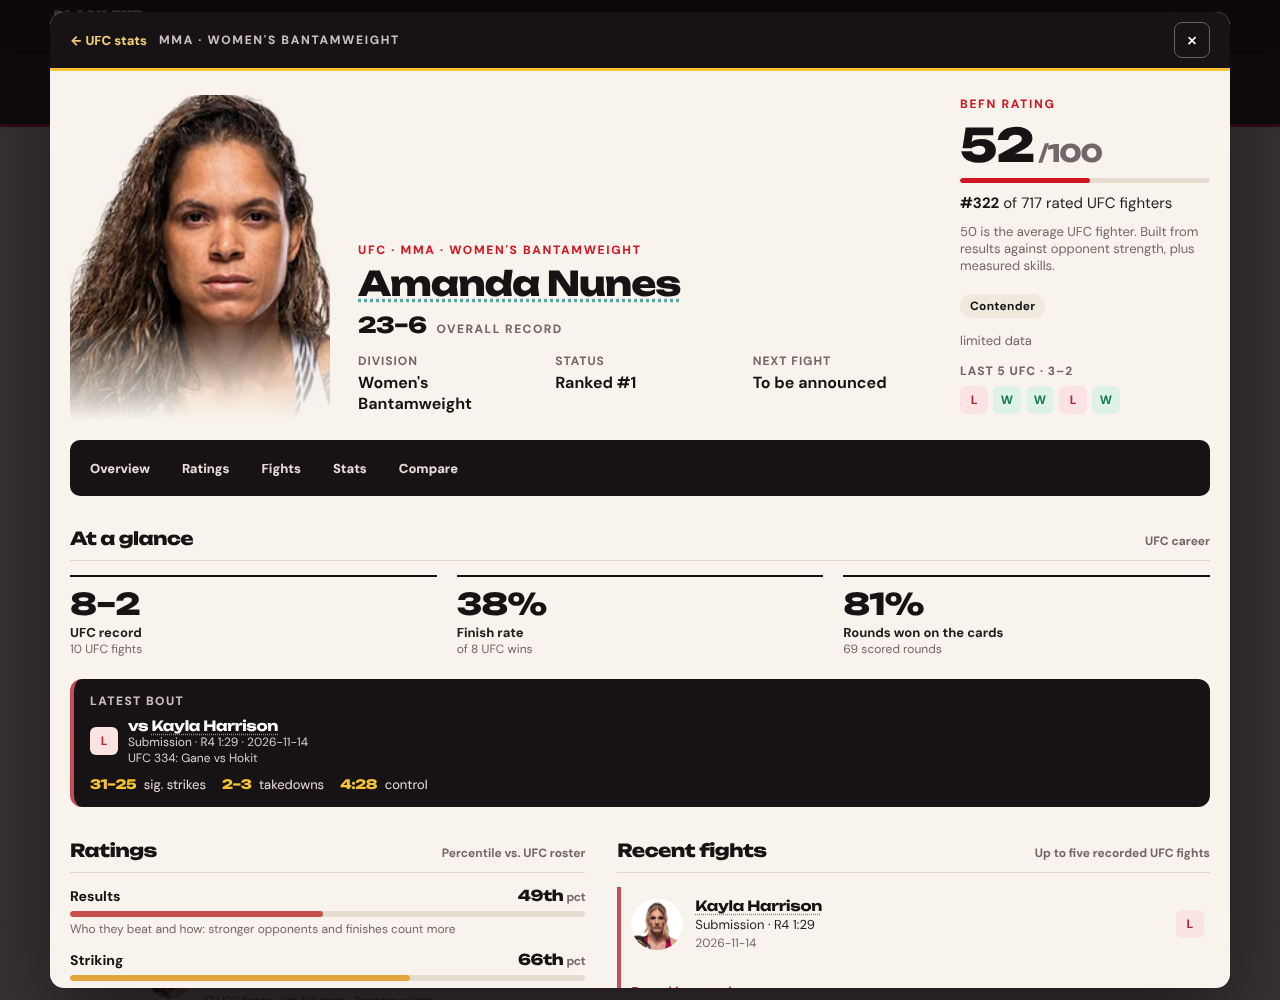 ← UFC stats MMA · WOMEN'S BANTAMWEIGHT ×
BEFN RATING
52 /100
#322 of 717 rated UFC fighters
50 is the average UFC fighter. Built from
results against opponent strength, plus
measured skills.
Contender
limited data
LAST 5 UFC · 3–2
L W W L W
UFC · MMA · WOMEN'S BANTAMWEIGHT
Amanda Nunes
23–6 OVERALL RECORD
DIVISION
Women's
Bantamweight
STATUS
Ranked #1
NEXT FIGHT
To be announced
Overview Ratings Fights Stats Compare
At a glance UFC career
8–2
UFC record
10 UFC fights
38%
Finish rate
of 8 UFC wins
81%
Rounds won on the cards
69 scored rounds
LATEST BOUT
L
vs Kayla Harrison
Submission · R4 1:29 · 2026-11-14
UFC 334: Gane vs Hokit
31–25 sig. strikes 2–3 takedowns 4:28 control
Ratings Percentile vs. UFC roster
Results 49th pct
Who they beat and how: stronger opponents and finishes count more
Striking 66th pct
Recent fights Up to five recorded UFC fights
Kayla Harrison
Submission · R4 1:29
2026-11-14
L